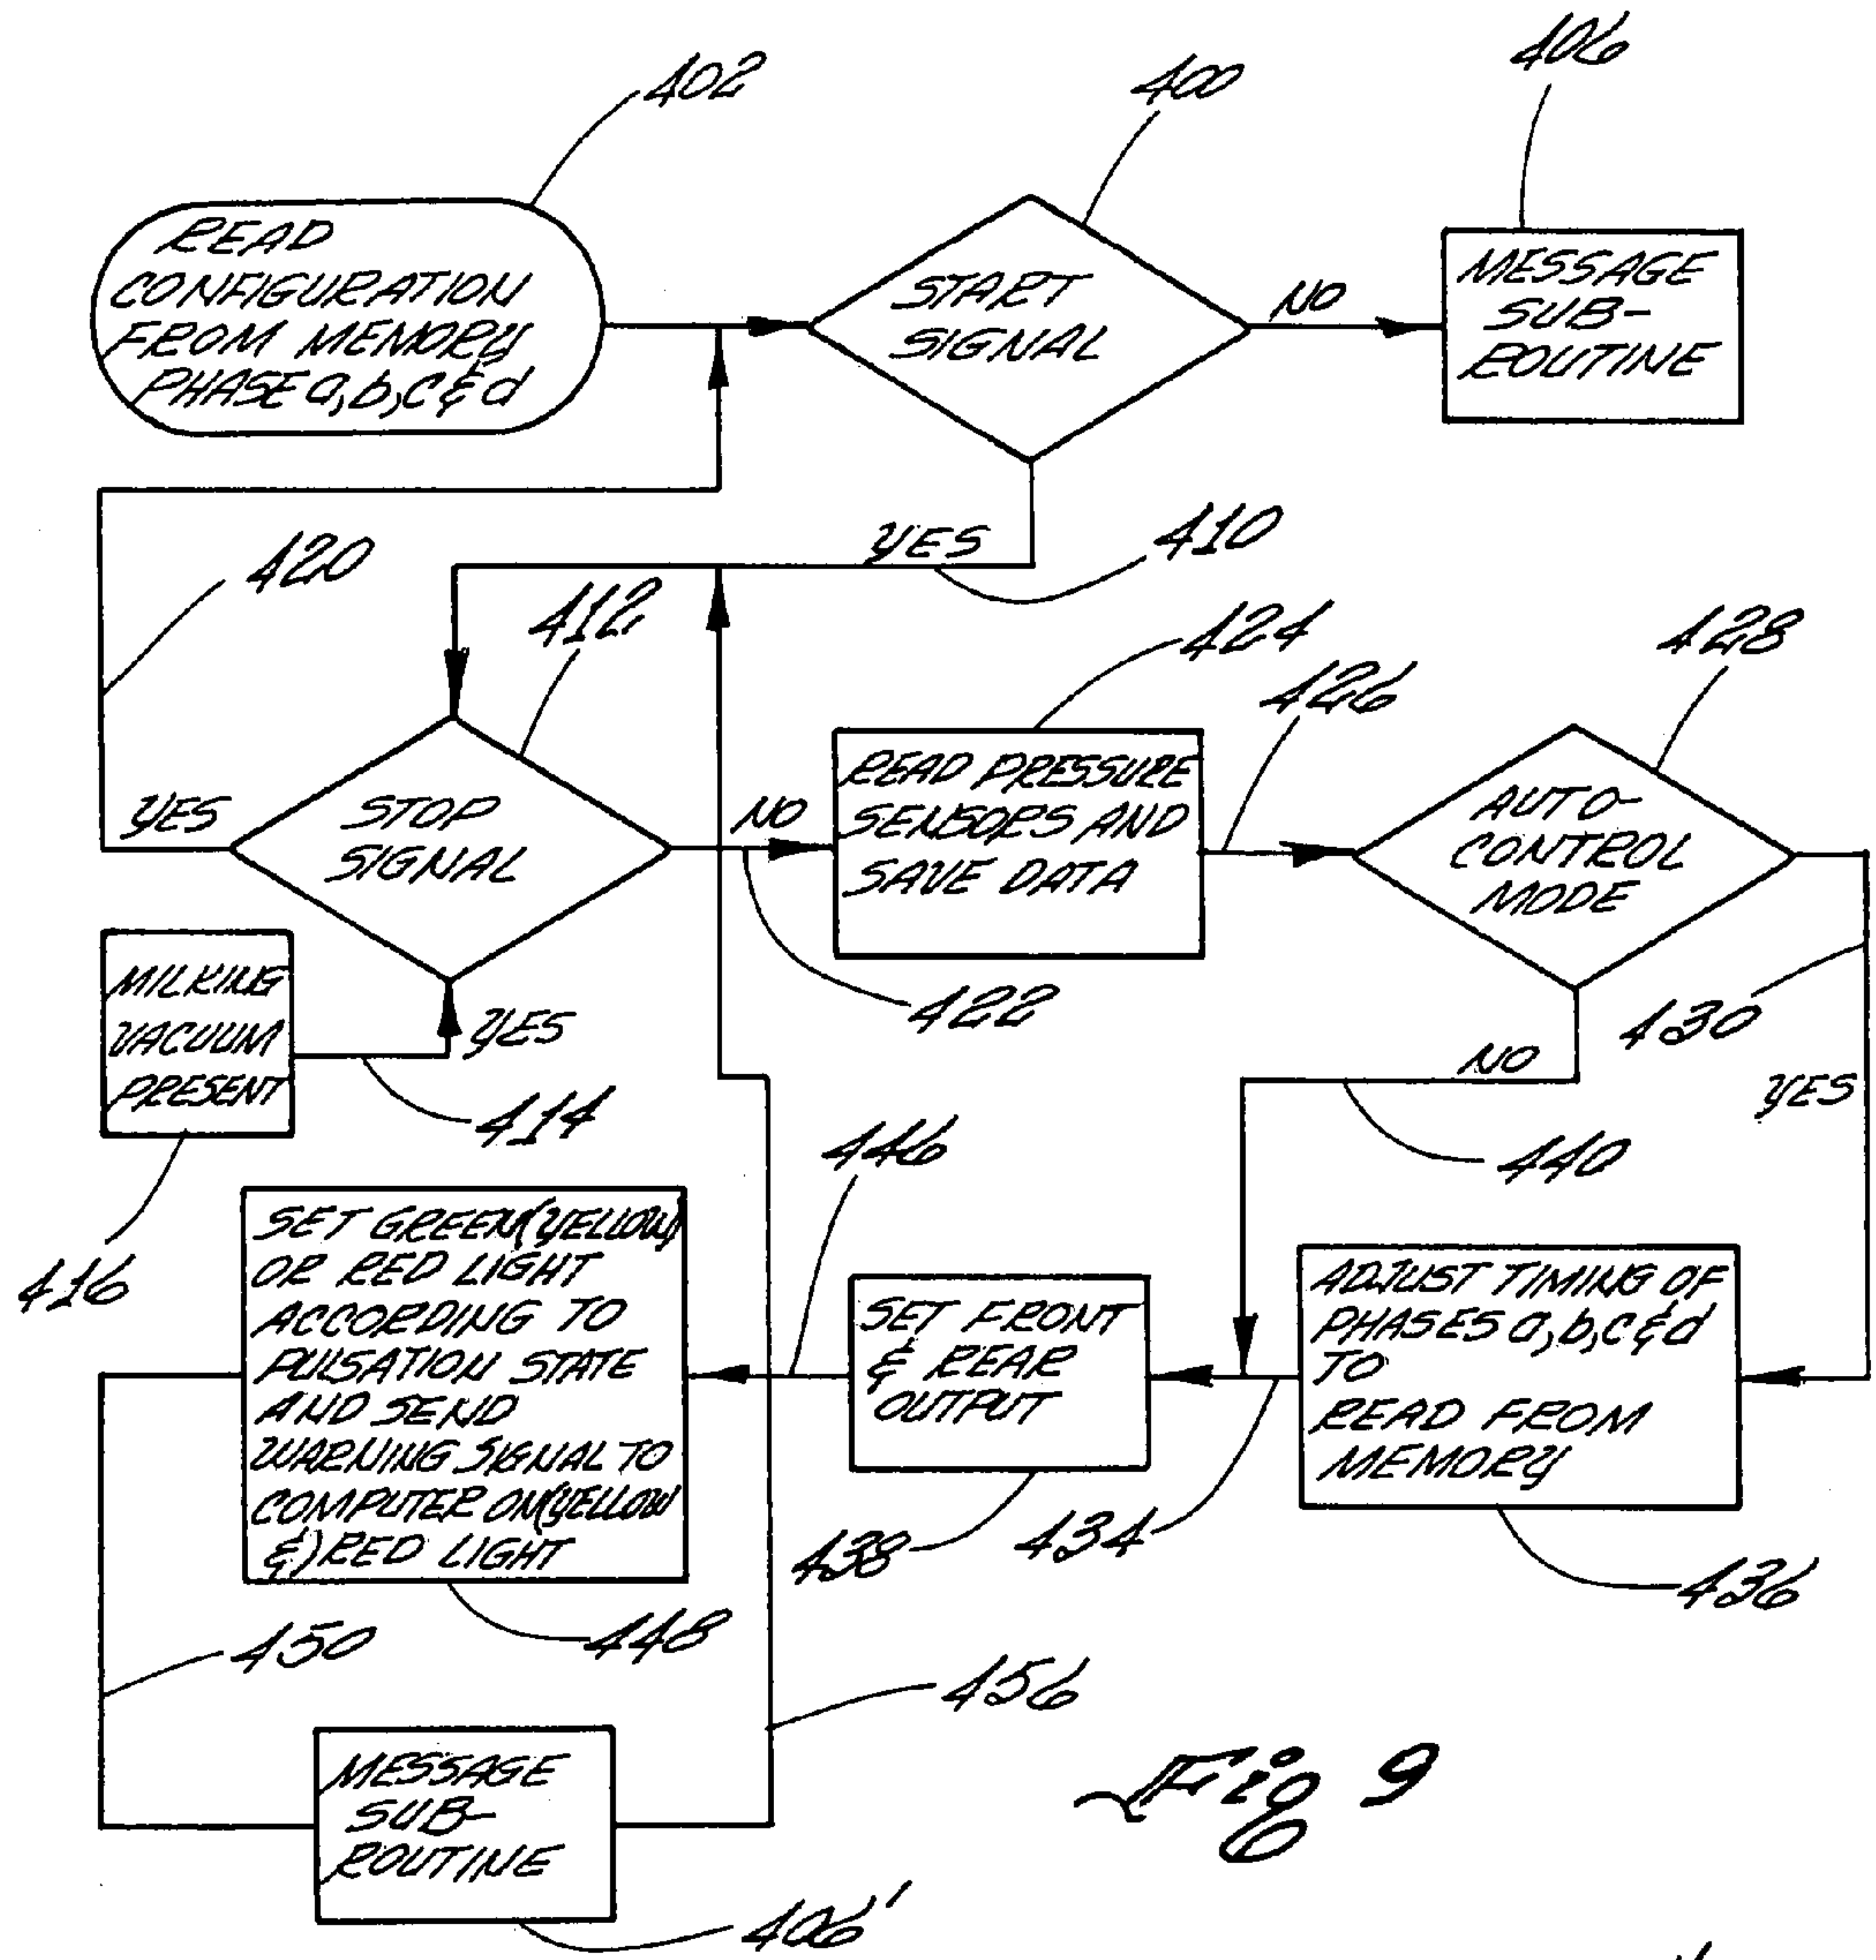 402
400
406
READ
CONFIGURATION
FROM MEMORY
PHASE a,b,c & d
START
SIGNAL
NO
MESSAGE
SUB-
ROUTINE
YES
410
420
412
424
426
428
STOP
SIGNAL
YES
NO
READ PRESSURE
SENSORS AND
SAVE DATA
AUTO-
CONTROL
MODE
MILKING
VACUUM
PRESENT
YES
414
416
422
430
NO
YES
440
446
SET GREEN(YELLOW)
OR RED LIGHT
ACCORDING TO
PULSATION STATE
AND SEND
WARNING SIGNAL TO
COMPUTER ON(YELLOW
&)RED LIGHT
SET FRONT
& REAR
OUTPUT
ADJUST TIMING OF
PHASES a,b,c & d
TO
READ FROM
MEMORY
438
434
436
448
450
456
MESSAGE
SUB-
ROUTINE
406'
Fig 9